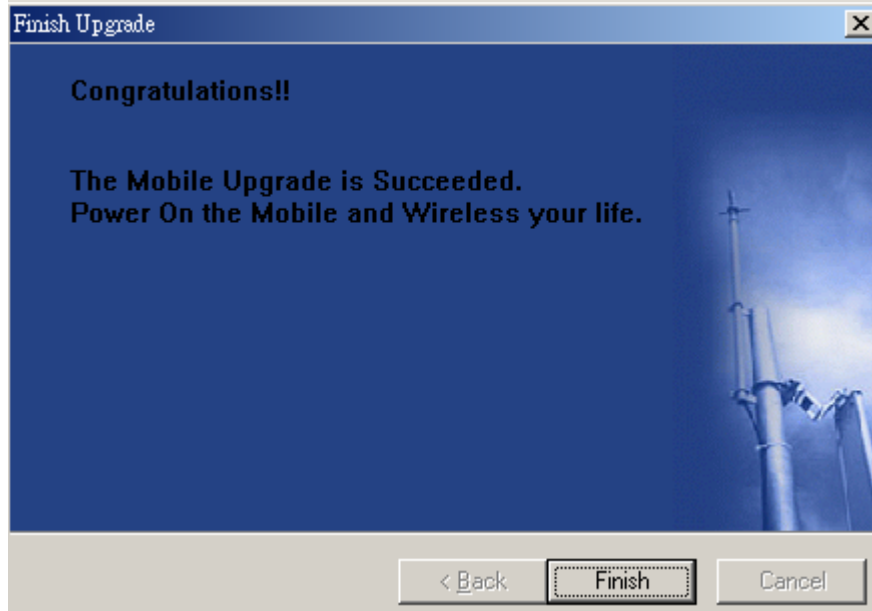 Finish Upgrade
Congratulations!!
The Mobile Upgrade is Succeeded.
Power On the Mobile and Wireless your life.
< Back
Finish
Cancel